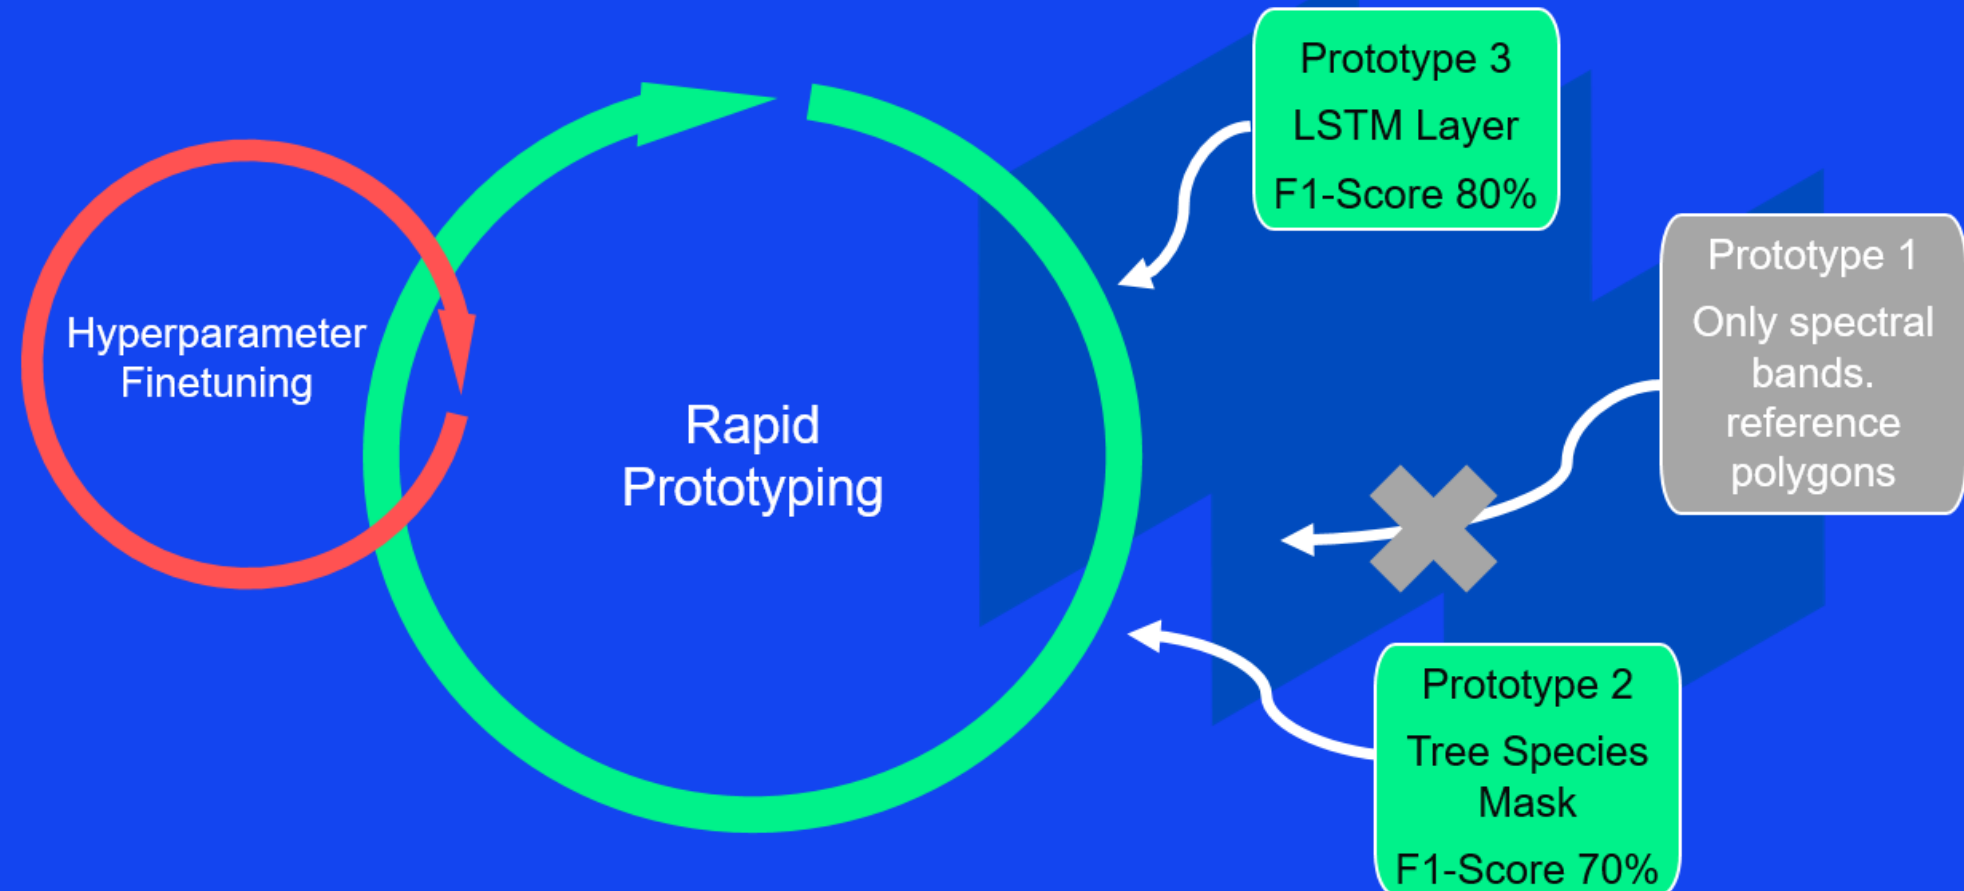 Hyperparameter
Finetuning
Rapid
Prototyping
Prototype 3
LSTM Layer
F1-Score 80%
Prototype 1
Only spectral
bands.
reference
polygons
Prototype 2
Tree Species
Mask
F1-Score 70%